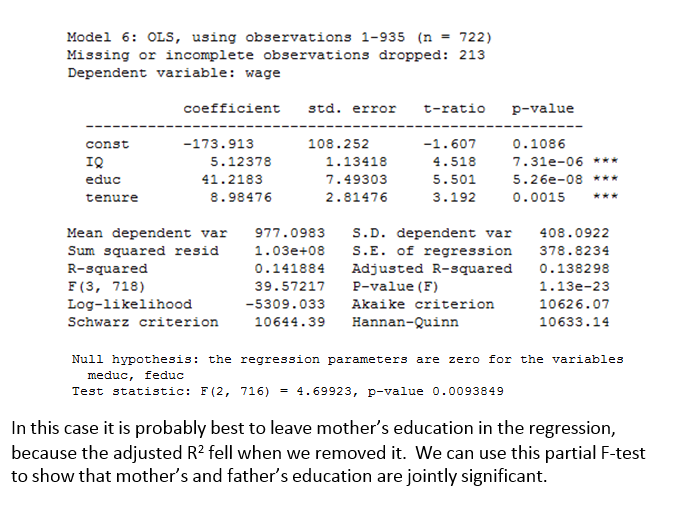 Model 6: OLS, using observations 1-935 (n = 722)
Missing or incomplete observations dropped: 213
Dependent variable: wage
coefficient std. error t-ratio p-value
const -173.913 108.252 -1.607 0.1086
IQ 5.12378 1.13418 4.518 7.31e-06 ***
educ 41.2183 7.49303 5.501 5.26e-08 ***
tenure 8.98476 2.81476 3.192 0.0015 ***
Mean dependent var 977.0983 S.D. dependent var 408.0922
Sum squared resid 1.03e+08 S.E. of regression 378.8234
R-squared 0.141884 Adjusted R-squared 0.138298
F(3, 718) 39.57217 P-value(F) 1.13e-23
Log-likelihood -5309.033 Akaike criterion 10626.07
Schwarz criterion 10644.39 Hannan-Quinn 10633.14
Null hypothesis: the regression parameters are zero for the variables
meduc, feduc
Test statistic: F(2, 716) = 4.69923, p-value 0.0093849
In this case it is probably best to leave mother's education in the regression,
because the adjusted R² fell when we removed it. We can use this partial F-test
to show that mother's and father's education are jointly significant.